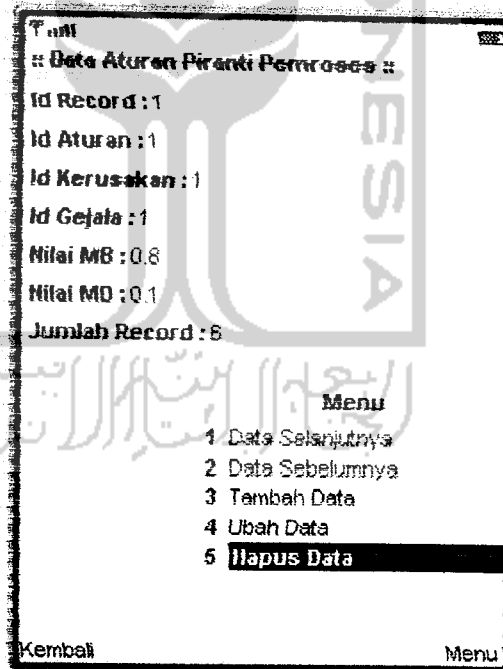 :: Data Aturan Piranti Pemroses ::
Id Record : 1
Id Aturan : 1
Id Kerusakan : 1
Id Gejala : 1
Nilai MB : 0.8
Nilai MD : 0.1
Jumlah Record :
Menu
1 Data Selanjutnya
2 Data Sebelumnya
3 Tambah Data
4 Ubah Data
5 Hapus Data
Kembali
Menu